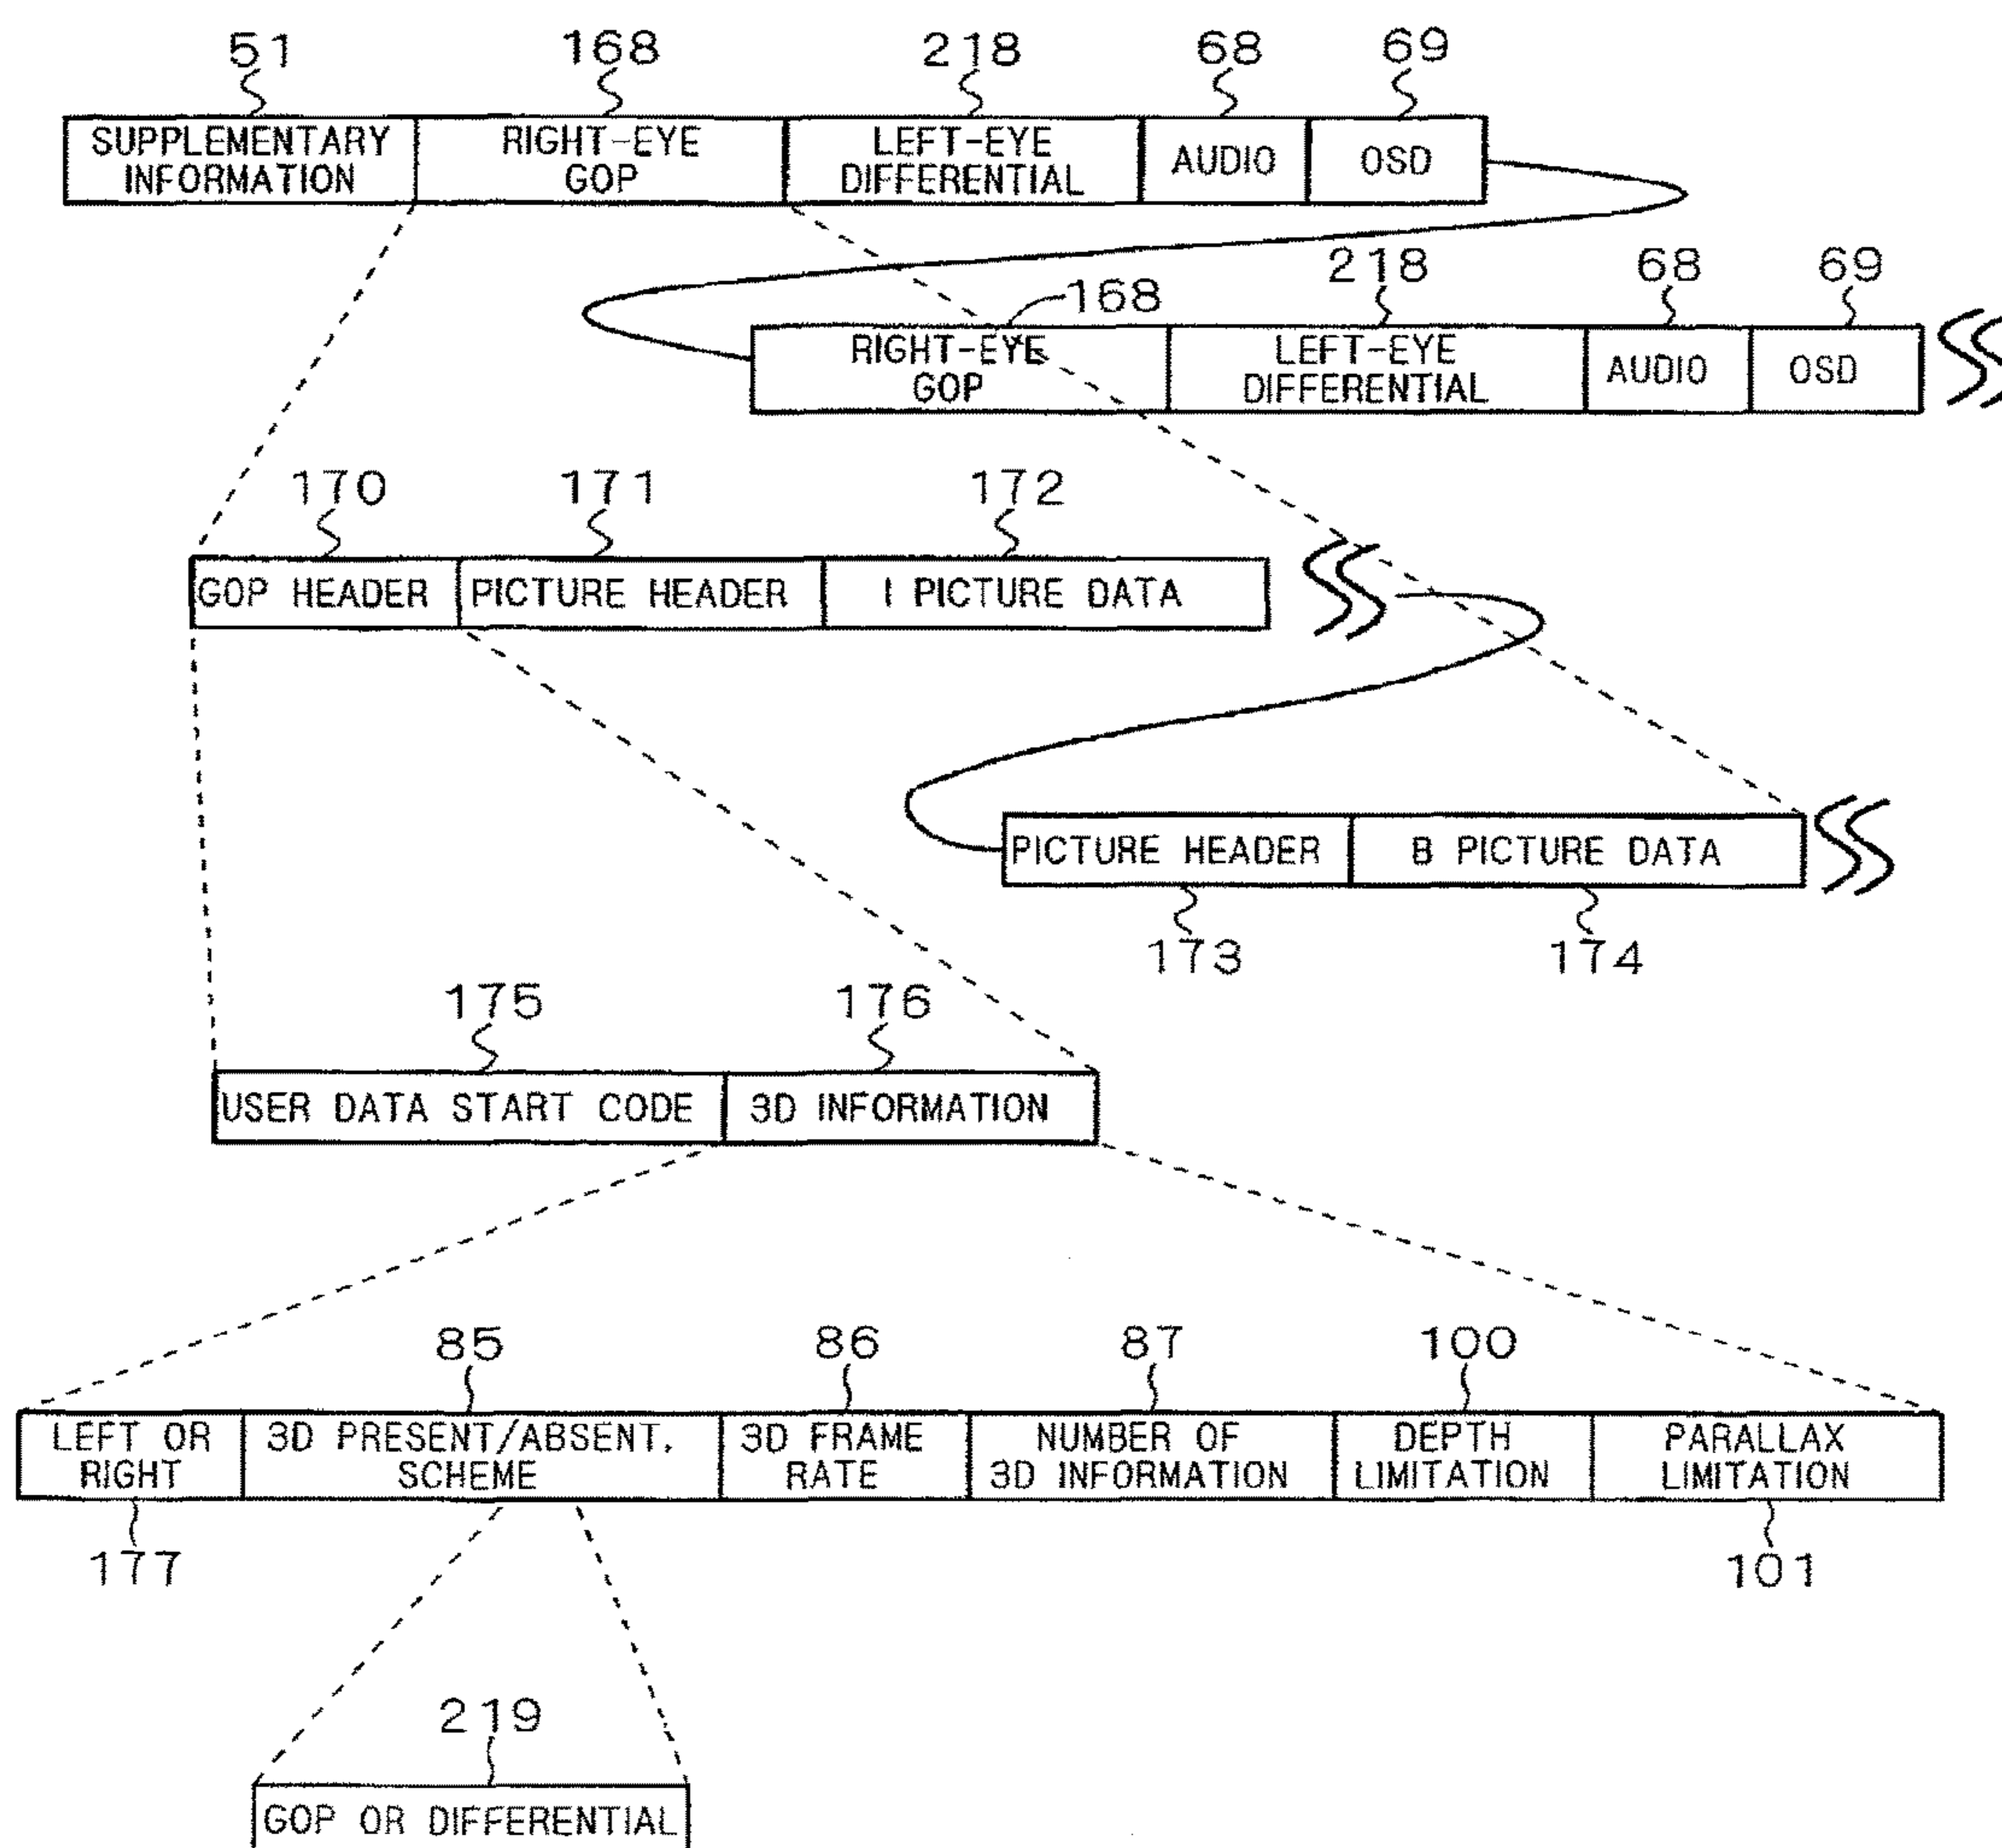 51 168 218 68 69
SUPPLEMENTARY INFORMATION RIGHT-EYE GOP LEFT-EYE DIFFERENTIAL AUDIO OSD
218 68 69
168
RIGHT-EYE GOP LEFT-EYE DIFFERENTIAL AUDIO OSD
170 171 172
GOP HEADER PICTURE HEADER I PICTURE DATA
PICTURE HEADER B PICTURE DATA
173 174
175 176
USER DATA START CODE 3D INFORMATION
85 86 87 100
LEFT OR RIGHT 3D PRESENT/ABSENT, SCHEME 3D FRAME RATE NUMBER OF 3D INFORMATION DEPTH LIMITATION PARALLAX LIMITATION
177 101
219
GOP OR DIFFERENTIAL